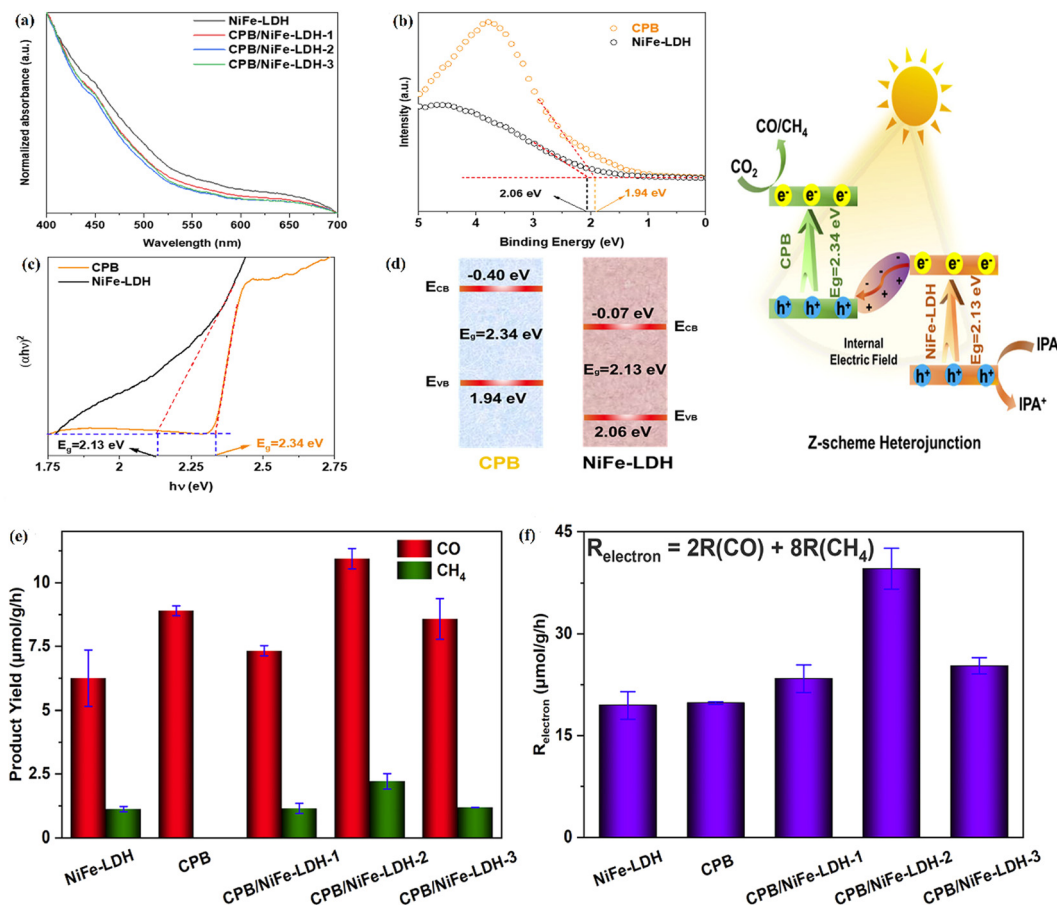 (a)
NiFe-LDH
CPB/NiFe-LDH-1
CPB/NiFe-LDH-2
CPB/NiFe-LDH-3
Normalized absorbance (a.u.)
400 450 500 550 600 650 700
Wavelength (nm)
(b)
CPB
NiFe-LDH
Intensity (a.u.)
2.06 eV
1.94 eV
5 4 3 2 1 0
Binding Energy (eV)
CO/CH4
CO2
e- e- e-
CPB
Eg=2.34 eV
h+ h+ h+
e- e- e-
- - - -
+ + + +
NiFe-LDH
Eg=2.13 eV
h+ h+ h+
Internal
Electric Field
IPA
IPA+
Z-scheme Heterojunction
(c)
CPB
NiFe-LDH
(αhν)2
Eg=2.13 eV
Eg=2.34 eV
1.75 2 2.25 2.5 2.75
hν (eV)
(d)
-0.40 eV
ECB
Eg=2.34 eV
EVB
1.94 eV
CPB
-0.07 eV
ECB
Eg=2.13 eV
EVB
2.06 eV
NiFe-LDH
(e)
CO
CH4
Product Yield (μmol/g/h)
10
7.5
5
2.5
0
NiFe-LDH
CPB
CPB/NiFe-LDH-1
CPB/NiFe-LDH-2
CPB/NiFe-LDH-3
(f)
Relectron = 2R(CO) + 8R(CH4)
Relectron (μmol/g/h)
45
30
15
0
NiFe-LDH
CPB
CPB/NiFe-LDH-1
CPB/NiFe-LDH-2
CPB/NiFe-LDH-3